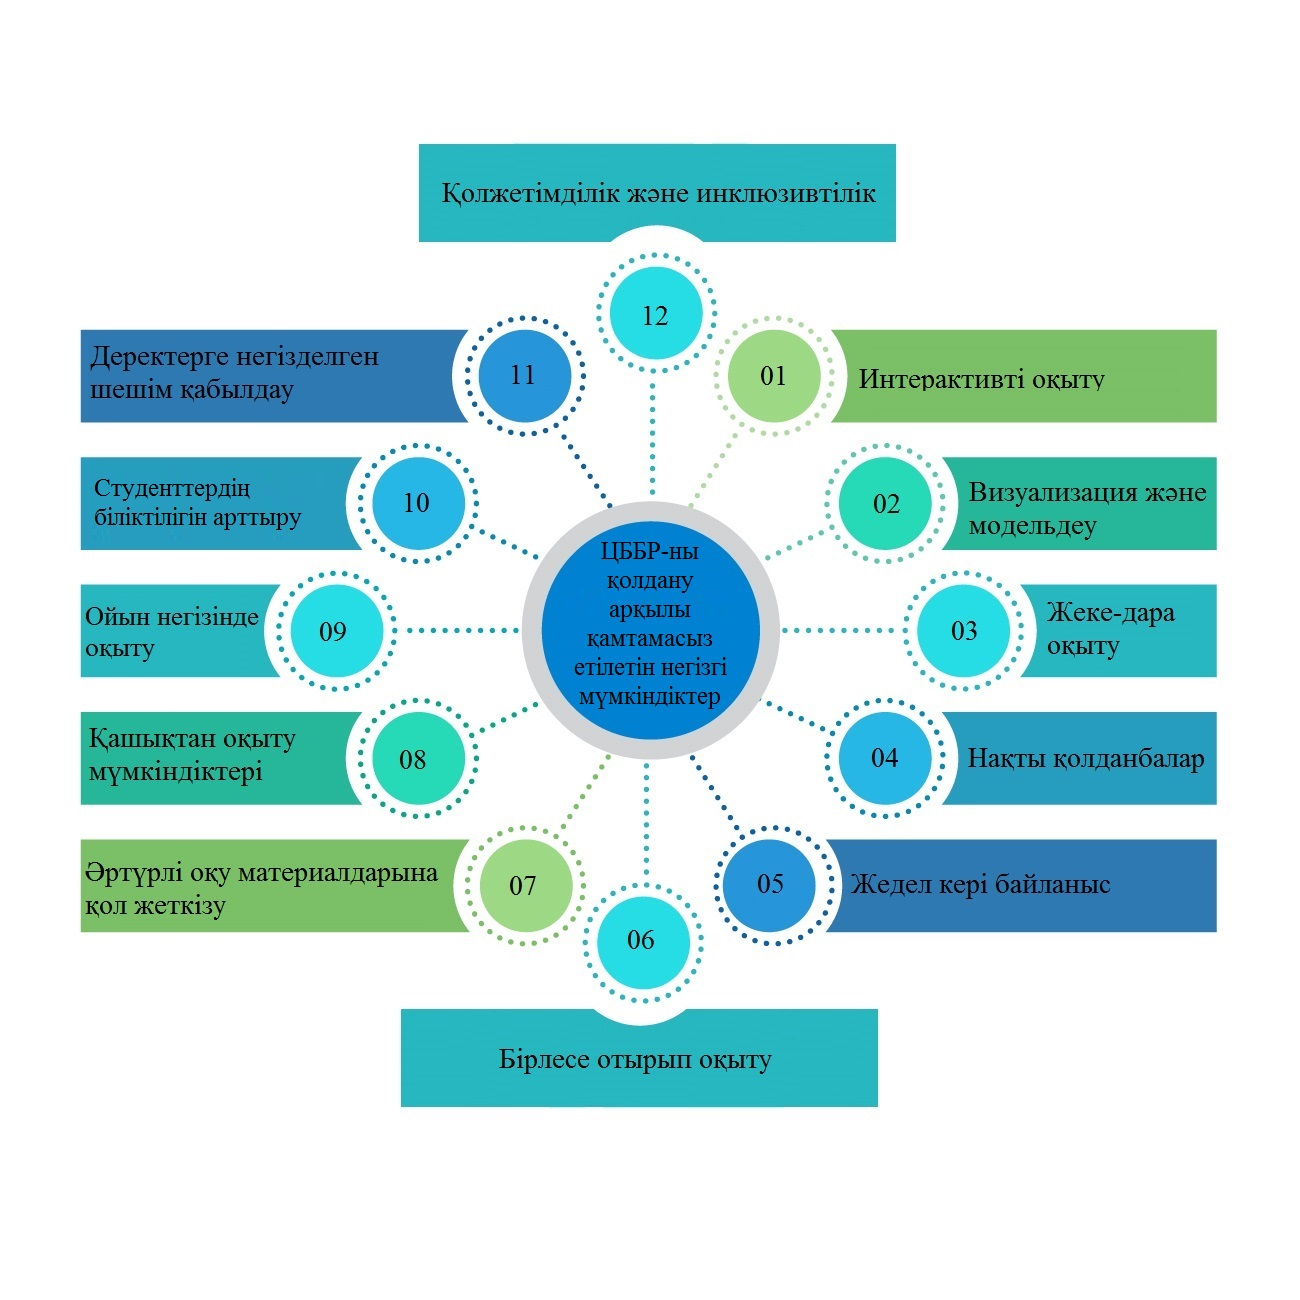 Қолжетімділік және инклюзивтілік
12
11
Деректерге негізделген
шешім қабылдау
01
Интерактивті оқыту
10
Студенттердің
біліктілігін арттыру
02
Визуализация және
модельдеу
ЦББР-ны
қолдану
арқылы
қамтамасыз
етілетін негізгі
мүмкіндіктер
09
Ойын негізінде
оқыту
03
Жеке-дара
оқыту
08
Қашықтан оқыту
мүмкіндіктері
04
Нақты қолданбалар
07
Әртүрлі оқу материалдарына
қол жеткізу
05
Жедел кері байланыс
06
Бірлесе отырып оқыту